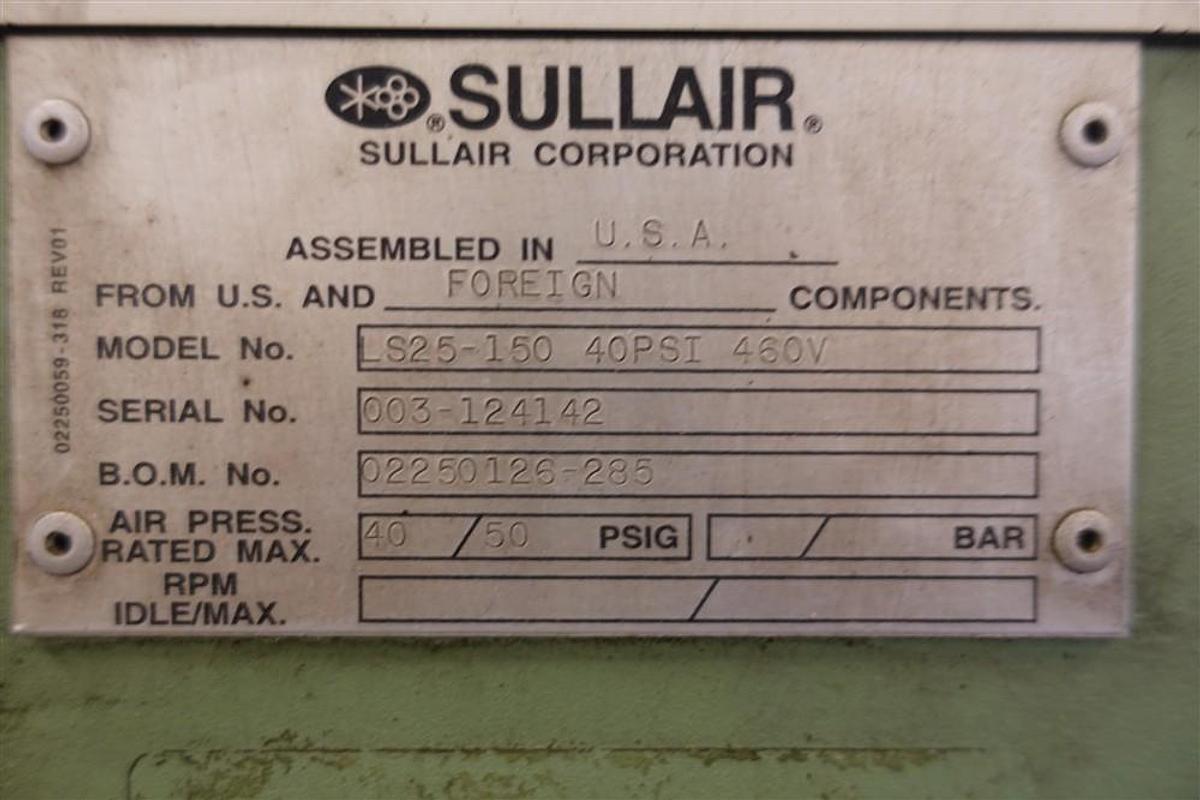 SULLAIR®
SULLAIR CORPORATION
ASSEMBLED IN U.S.A.
FROM U.S. AND FOREIGN COMPONENTS.
MODEL No. LS25-150 40PSI 460V
SERIAL No. 003-124142
B.O.M. No. 02250126-285
AIR PRESS.
RATED MAX. 40 / 50 PSIG / BAR
RPM
IDLE/MAX. /
02250059-318 REV01